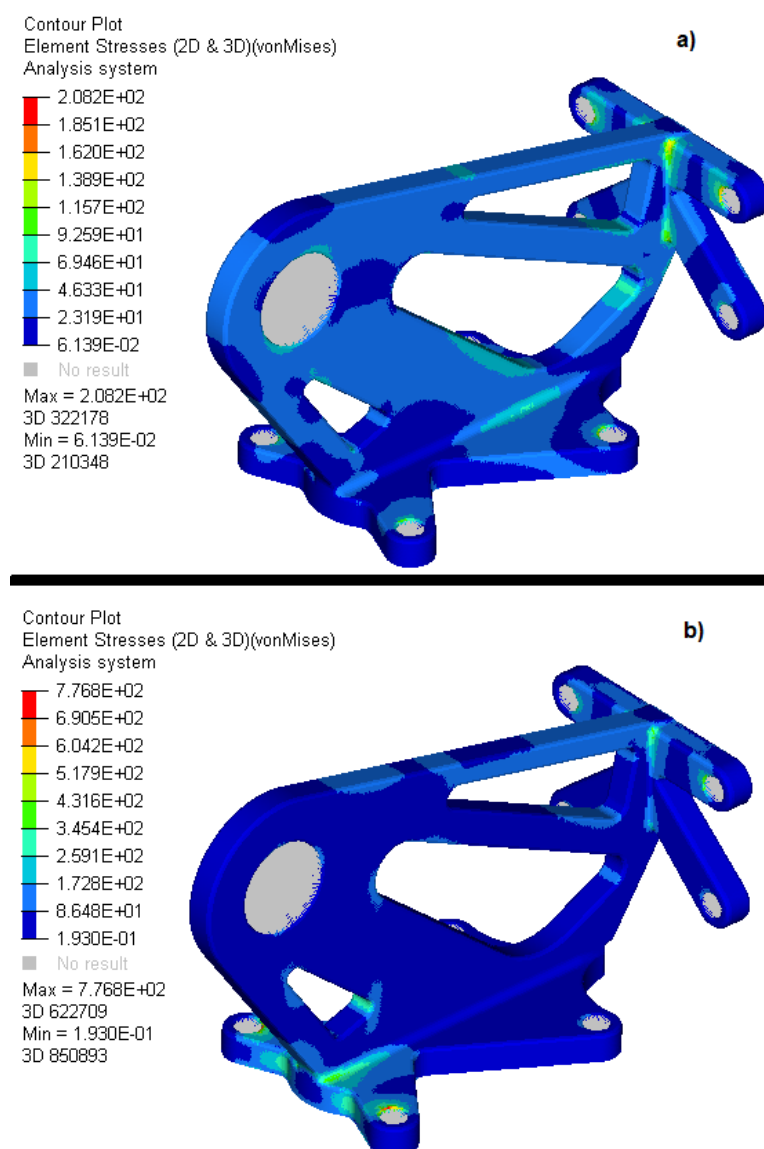 Contour Plot
Element Stresses (2D & 3D)(vonMises)
Analysis system
a)
2.082E+02
1.851E+02
1.620E+02
1.389E+02
1.157E+02
9.259E+01
6.946E+01
4.633E+01
2.319E+01
6.139E-02
No result
Max = 2.082E+02
3D 322178
Min = 6.139E-02
3D 210348
Contour Plot
Element Stresses (2D & 3D)(vonMises)
Analysis system
b)
7.768E+02
6.905E+02
6.042E+02
5.179E+02
4.316E+02
3.454E+02
2.591E+02
1.728E+02
8.648E+01
1.930E-01
No result
Max = 7.768E+02
3D 622709
Min = 1.930E-01
3D 850893